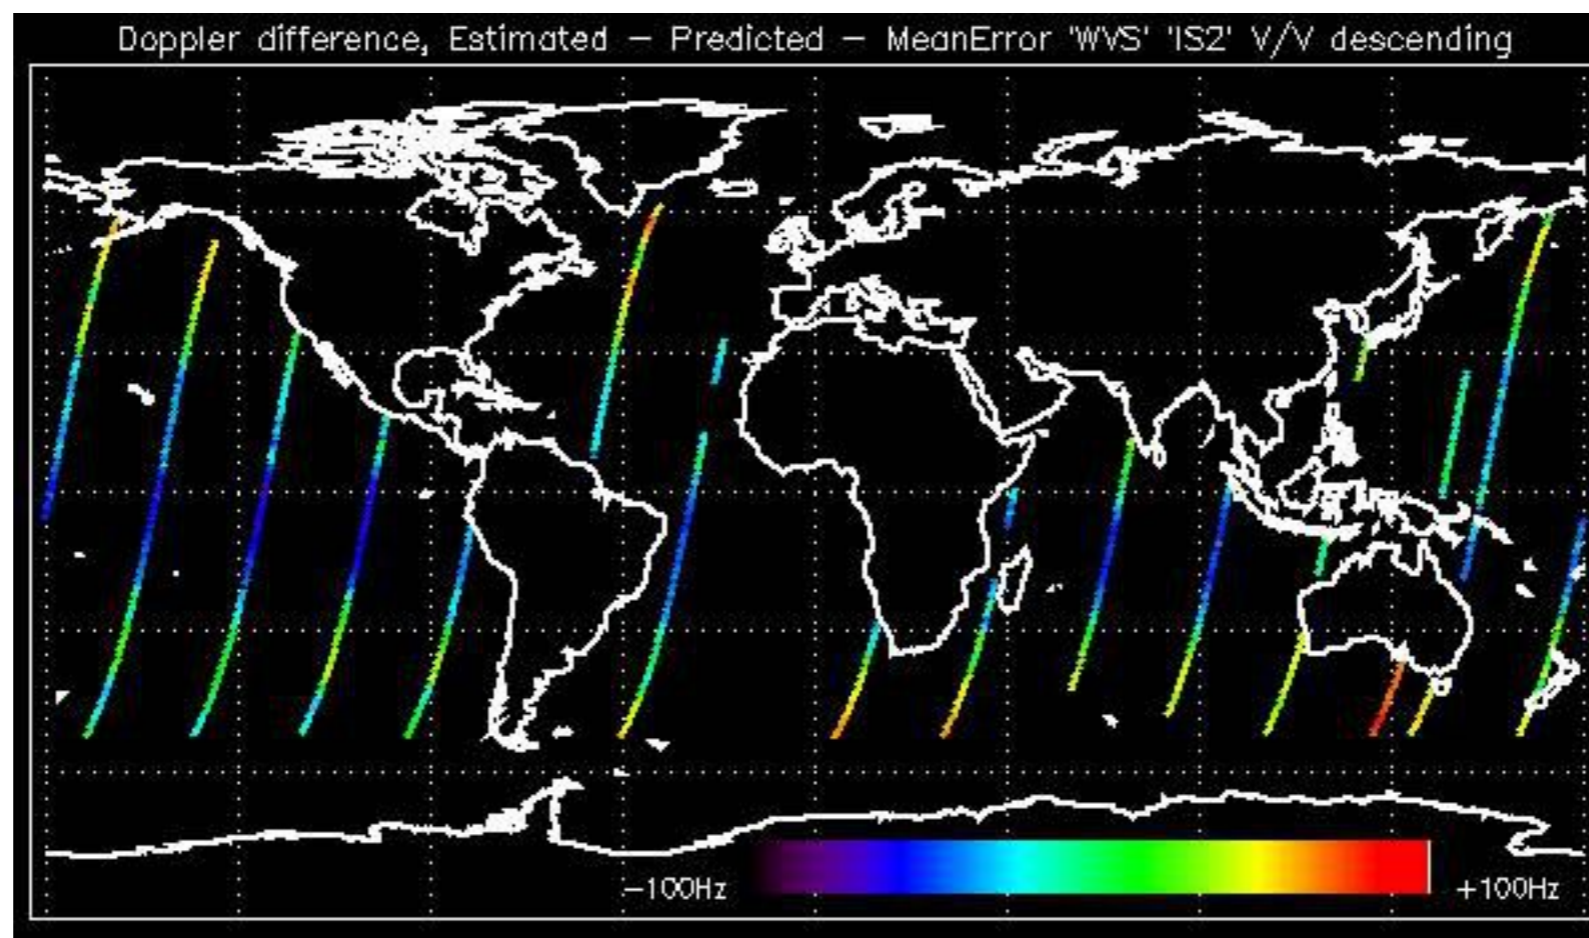 Doppler difference, Estimated - Predicted - MeanError 'WVS' 'IS2' V/V descending
-100Hz +100Hz